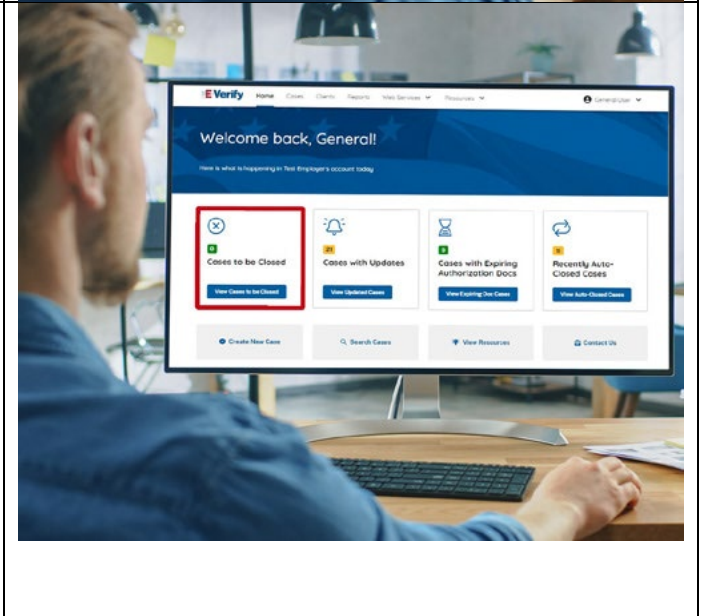 E-Verify Home Cases Clients Reports Web Services Resources General User
Welcome back, General!
Here is what is happening in Test Employer's account today
0
Cases to be Closed
View Cases to be Closed
21
Cases with Updates
View Updated Cases
Cases with Expiring
Authorization Docs
View Expiring Doc Cases
Recently Auto-
Closed Cases
View Auto-Closed Cases
Create New Case
Search Cases
View Resources
Contact Us